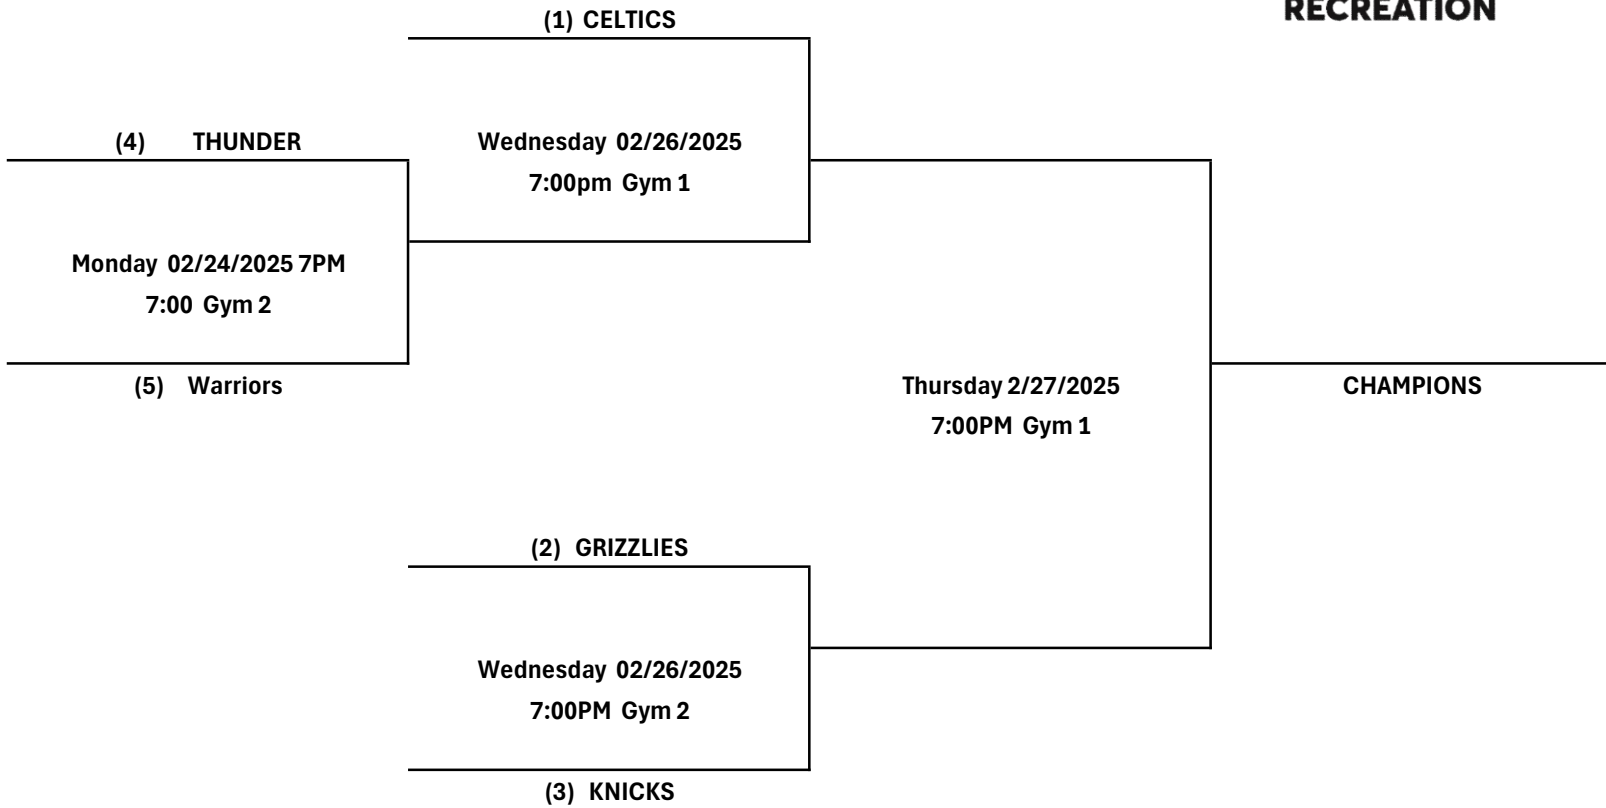 RECREATION
(1) CELTICS
(4) THUNDER
Wednesday 02/26/2025
7:00pm Gym 1
Monday 02/24/2025 7PM
7:00 Gym 2
(5) Warriors
Thursday 2/27/2025
7:00PM Gym 1
CHAMPIONS
(2) GRIZZLIES
Wednesday 02/26/2025
7:00PM Gym 2
(3) KNICKS